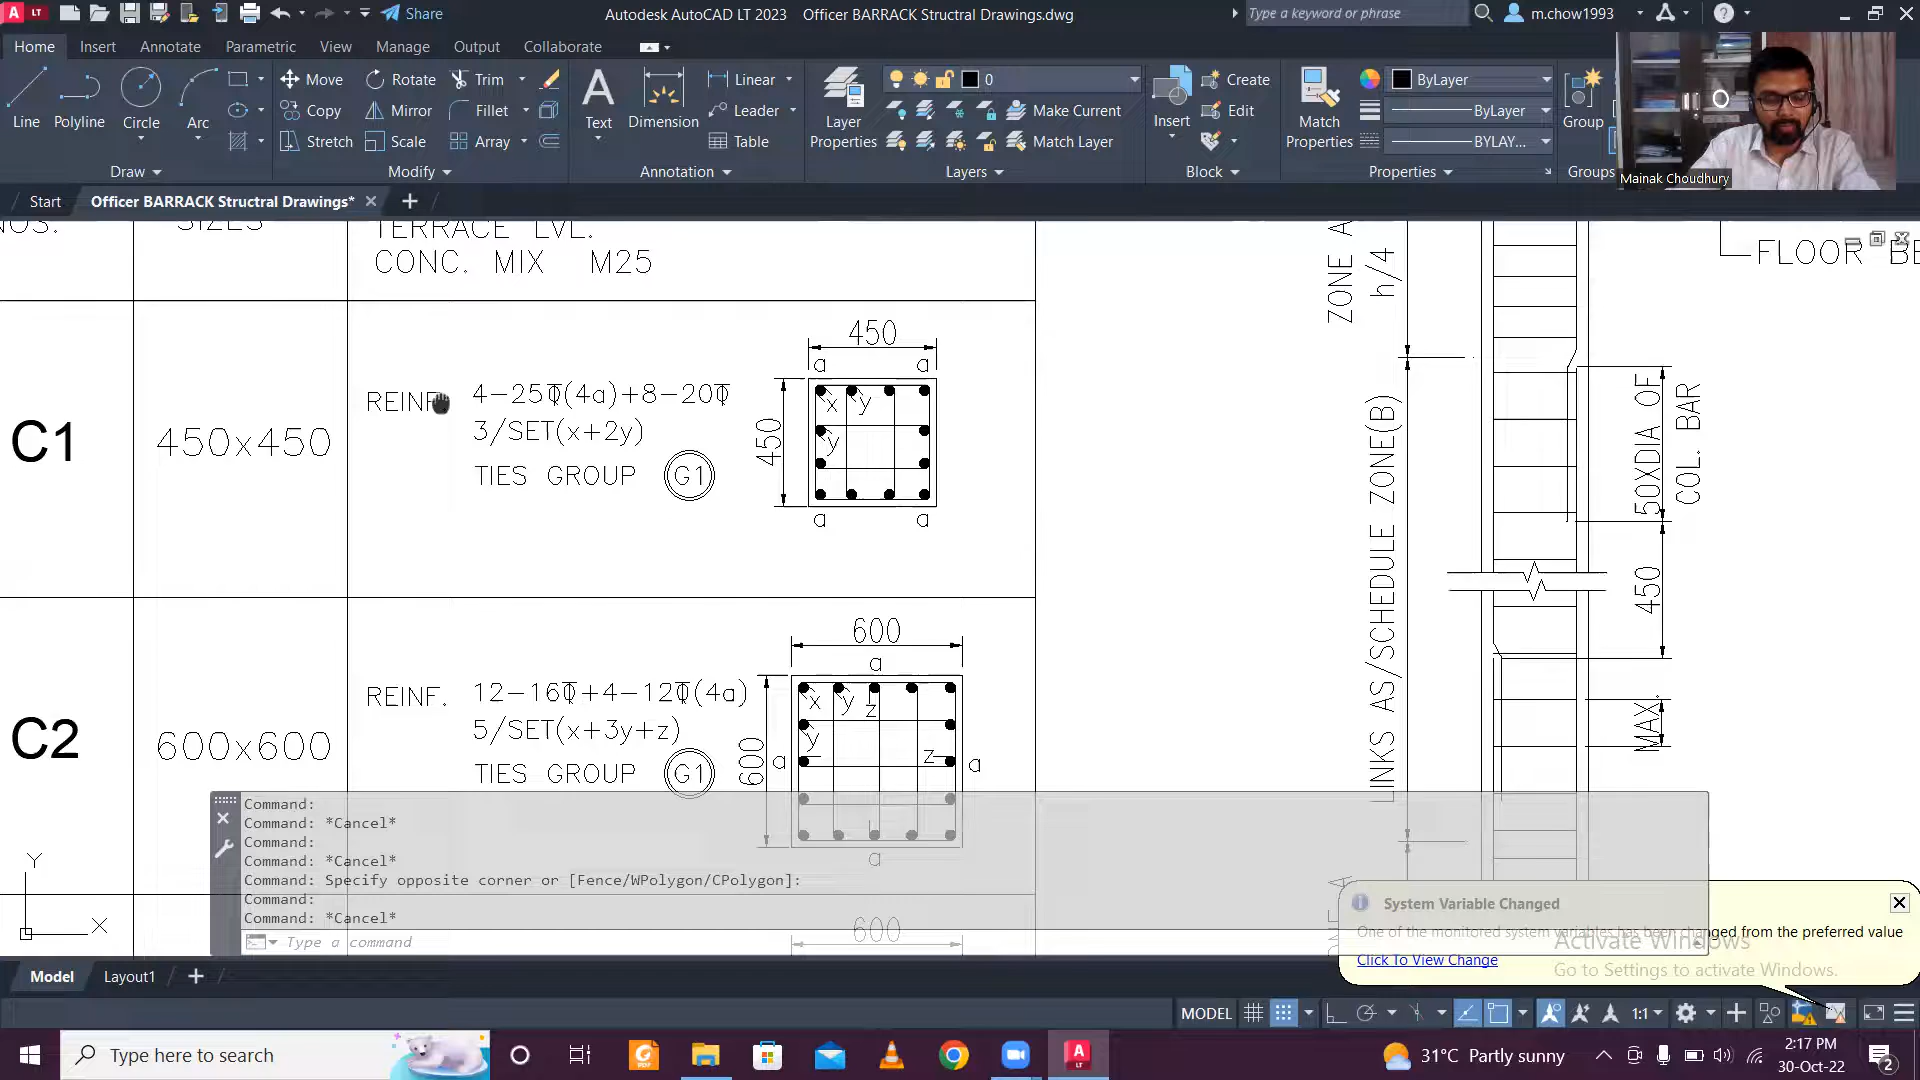 LT
Share
Autodesk AutoCAD LT 2023 Officer BARRACK Structral Drawings.dwg
Type a keyword or phrase
m.chow1993
Home Insert Annotate Parametric View Manage Output Collaborate
Line Polyline Circle Arc
Move Rotate Trim
Copy Mirror Fillet
Stretch Scale Array
Text Dimension
Linear
Leader
Table
Layer Properties
0
Make Current
Match Layer
Insert
Create
Edit
Match Properties
ByLayer
ByLayer
BYLAY...
Group
Draw Modify Annotation Layers Block Properties Groups
Mainak Choudhury
Start Officer BARRACK Structral Drawings*
NOS. SIZES TERRACE LVL.
CONC. MIX M25
C1
450x450
REINF.
4-25Φ(4a)+8-20Φ
3/SET(x+2y)
TIES GROUP G1
450
450
a a
x y
y
a a
C2
600x600
REINF. 12-16Φ+4-12Φ(4a)
5/SET(x+3y+z)
TIES GROUP G1
600
600
a
x y z
y
z
a a
a
600
ZONE A
h/4
LINKS AS/SCHEDULE ZONE(B)
50XDIA OF
COL. BAR
450
MAX.
FLOOR BE
Command:
Command: *Cancel*
Command:
Command: *Cancel*
Command: Specify opposite corner or [Fence/WPolygon/CPolygon]:
Command:
Command: *Cancel*
Type a command
Y
X
System Variable Changed
One of the monitored system variables has been changed from the preferred value
Click To View Change
Activate Windows
Go to Settings to activate Windows.
Model Layout1
MODEL
1:1
Type here to search
31°C Partly sunny
2:17 PM
30-Oct-22
2